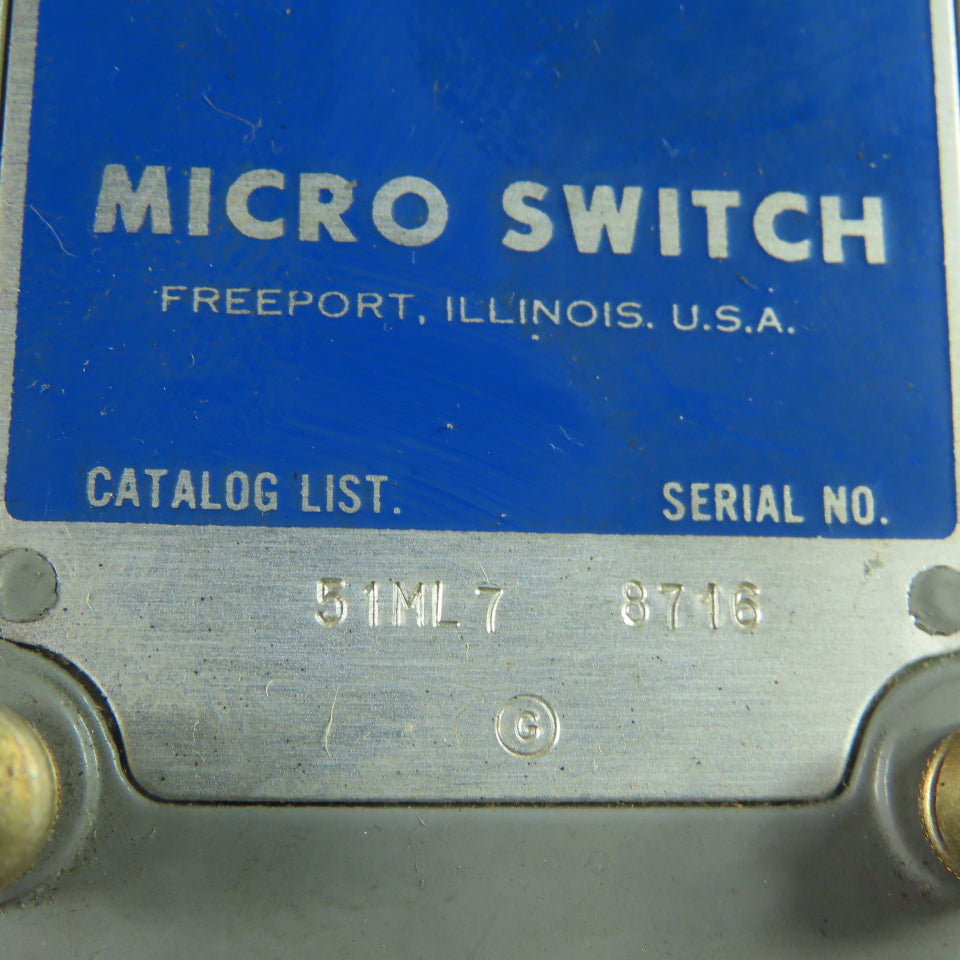 MICRO SWITCH
FREEPORT, ILLINOIS. U.S.A.
CATALOG LIST. SERIAL NO.
51ML7 8716
G